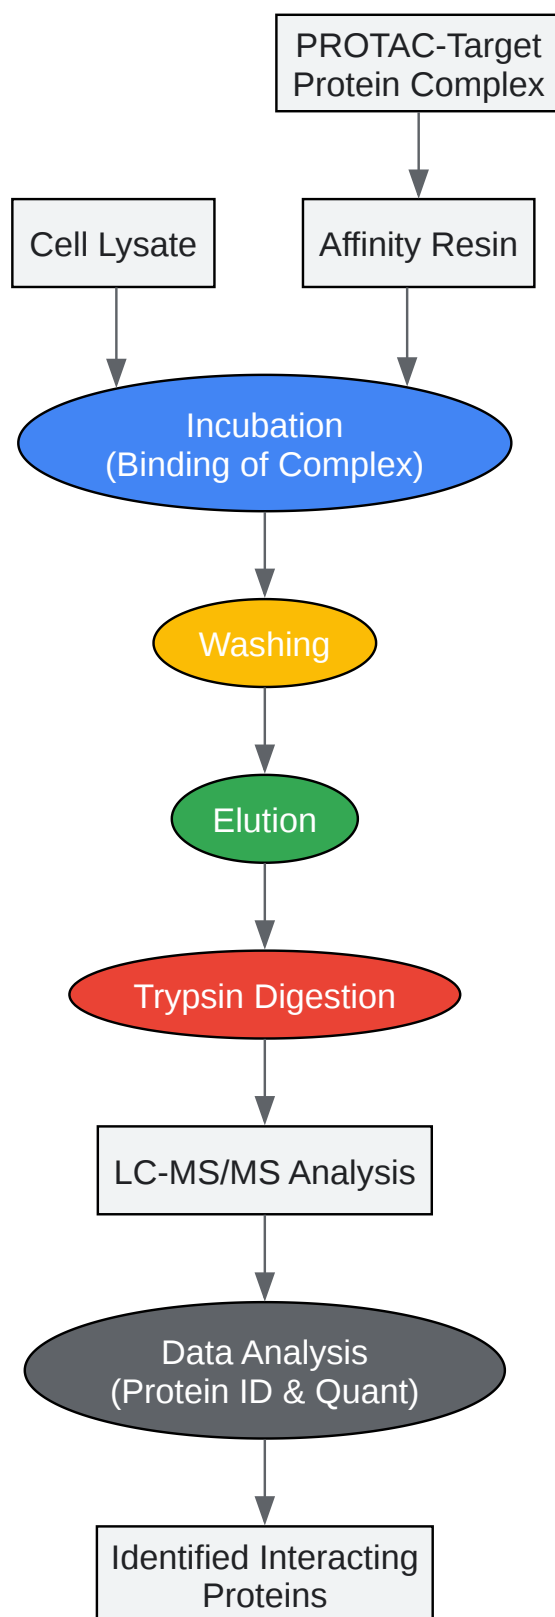 PROTAC-Target
Protein Complex
Cell Lysate
Affinity Resin
Incubation
(Binding of Complex)
Washing
Elution
Trypsin Digestion
LC-MS/MS Analysis
Data Analysis
(Protein ID & Quant)
Identified Interacting
Proteins